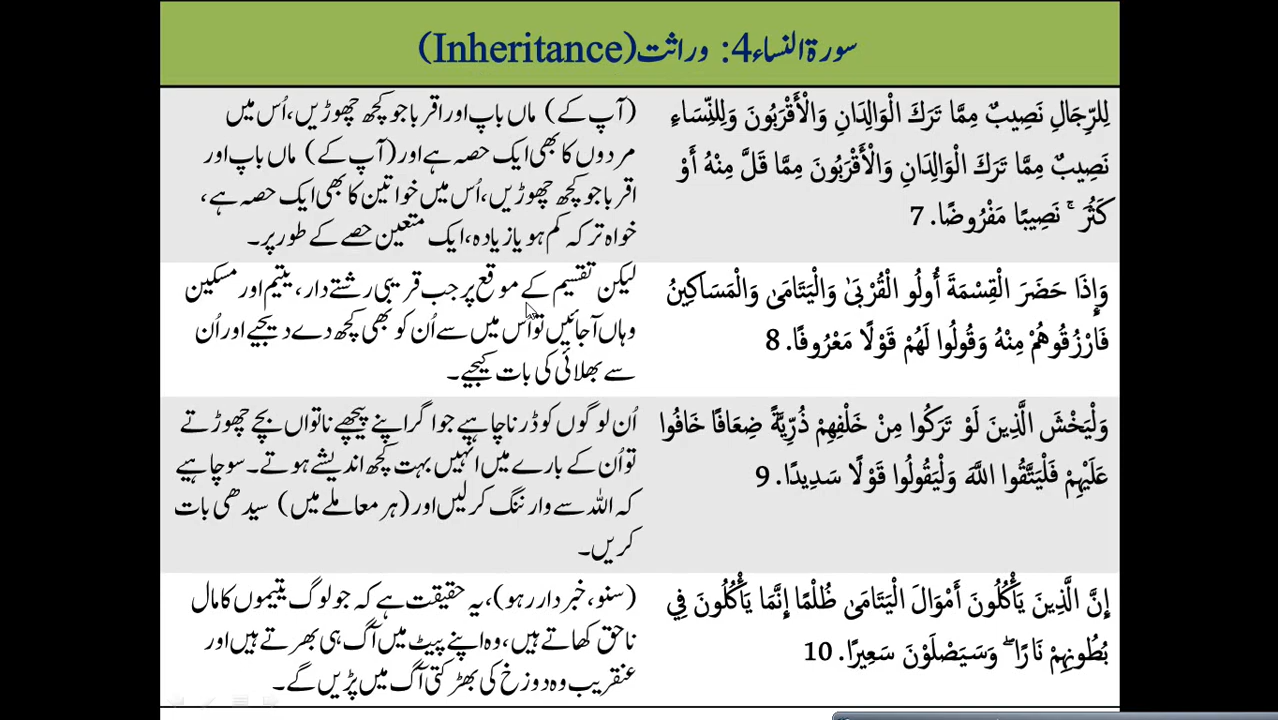 سورۃ النساء4: وراثت(Inheritance)
لِلرِّجَالِ نَصِيبٌ مِمَّا تَرَكَ الْوَالِدَانِ وَالْأَقْرَبُونَ وَلِلنِّسَاءِ
نَصِيبٌ مِمَّا تَرَكَ الْوَالِدَانِ وَالْأَقْرَبُونَ مِمَّا قَلَّ مِنْهُ أَوْ
كَثُرَ ۚ نَصِيبًا مَفْرُوضًا. 7
(آپ کے) ماں باپ اور اقربا جو کچھ چھوڑیں، اُس میں
مردوں کا بھی ایک حصہ ہے اور (آپ کے) ماں باپ اور
اقربا جو کچھ چھوڑیں، اُس میں خواتین کا بھی ایک حصہ ہے،
خواہ ترکہ کم ہو یا زیادہ، ایک متعین حصے کے طور پر۔
وَإِذَا حَضَرَ الْقِسْمَةَ أُولُو الْقُرْبَىٰ وَالْيَتَامَىٰ وَالْمَسَاكِينُ
فَارْزُقُوهُمْ مِنْهُ وَقُولُوا لَهُمْ قَوْلًا مَعْرُوفًا. 8
لیکن تقسیم کے موقع پر جب قریبی رشتے دار، یتیم اور مسکین
وہاں آ جائیں تو اُس میں سے اُن کو بھی کچھ دے دیجیے اور اُن
سے بھلائی کی بات کیجیے۔
وَلْيَخْشَ الَّذِينَ لَوْ تَرَكُوا مِنْ خَلْفِهِمْ ذُرِّيَّةً ضِعَافًا خَافُوا
عَلَيْهِمْ فَلْيَتَّقُوا اللَّهَ وَلْيَقُولُوا قَوْلًا سَدِيدًا. 9
اُن لوگوں کو ڈرنا چاہیے جو اگر اپنے پیچھے ناتواں بچے چھوڑتے
تو اُن کے بارے میں انہیں بہت کچھ اندیشے ہوتے۔ سو چاہیے
کہ اللہ سے وارننگ کر لیں اور (ہر معاملے میں) سیدھی بات
کریں۔
إِنَّ الَّذِينَ يَأْكُلُونَ أَمْوَالَ الْيَتَامَىٰ ظُلْمًا إِنَّمَا يَأْكُلُونَ فِي
بُطُونِهِمْ نَارًا ۖ وَسَيَصْلَوْنَ سَعِيرًا. 10
(سنو، خبردار رہو)، یہ حقیقت ہے کہ جو لوگ یتیموں کا مال
ناحق کھاتے ہیں، وہ اپنے پیٹ میں آگ ہی بھرتے ہیں اور
عنقریب وہ دوزخ کی بھڑکتی آگ میں پڑیں گے۔